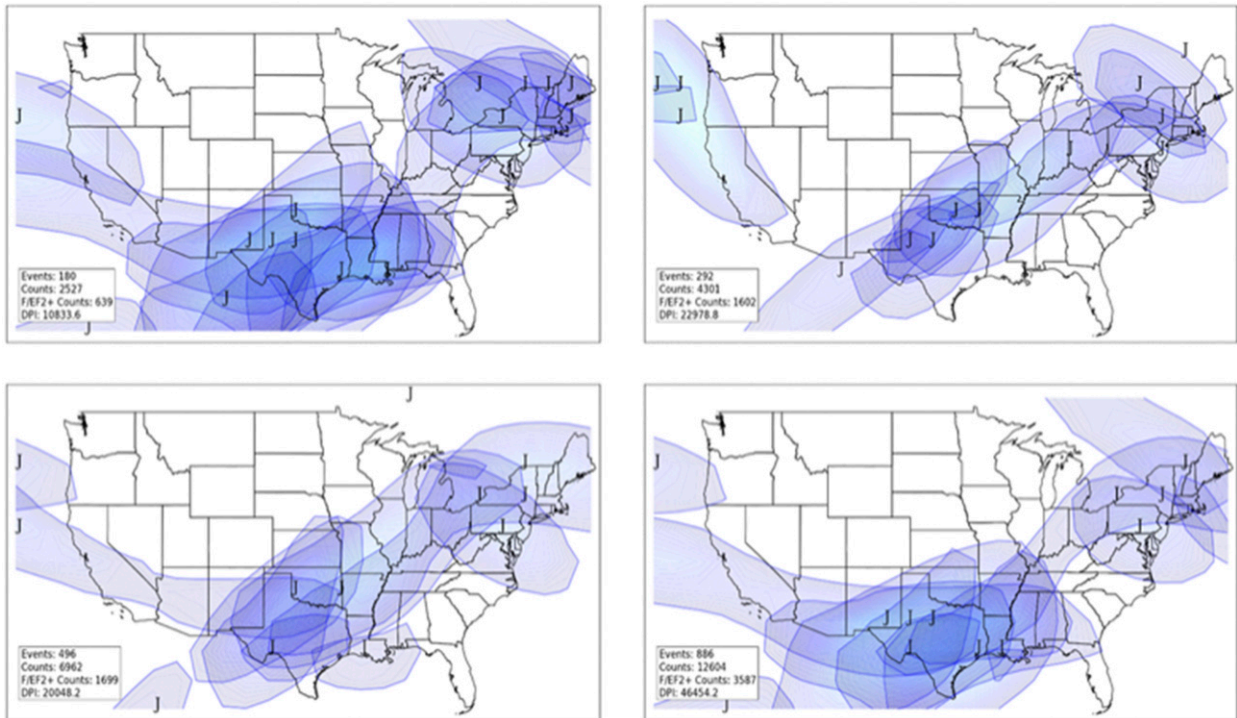 Events: 180
Counts: 2527
F/EF2+ Counts: 639
DPI: 10833.6
Events: 292
Counts: 4301
F/EF2+ Counts: 1602
DPI: 22978.8
Events: 496
Counts: 6962
F/EF2+ Counts: 1699
DPI: 20048.2
Events: 886
Counts: 12604
F/EF2+ Counts: 3587
DPI: 46454.2